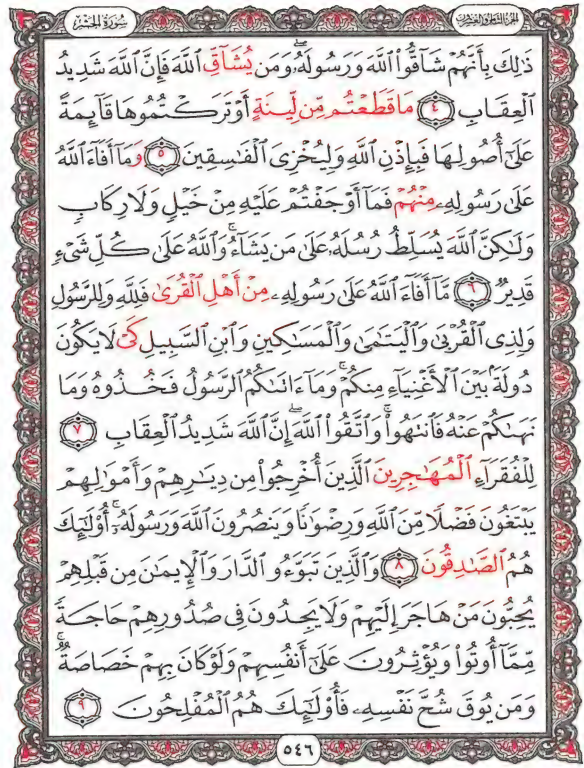 الجزء الثامن والعشرون
سورة الحشر
ذَٰلِكَ بِأَنَّهُمْ شَآقُّوا۟ ٱللَّهَ وَرَسُولَهُۥ ۖ وَمَن يُشَآقِّ ٱللَّهَ فَإِنَّ ٱللَّهَ شَدِيدُ
ٱلْعِقَابِ ٤ مَا قَطَعْتُم مِّن لِّينَةٍ أَوْ تَرَكْتُمُوهَا قَآئِمَةً
عَلَىٰٓ أُصُولِهَا فَبِإِذْنِ ٱللَّهِ وَلِيُخْزِىَ ٱلْفَـٰسِقِينَ ٥ وَمَآ أَفَآءَ ٱللَّهُ
عَلَىٰ رَسُولِهِۦ مِنْهُمْ فَمَآ أَوْجَفْتُمْ عَلَيْهِ مِنْ خَيْلٍ وَلَا رِكَابٍ
وَلَـٰكِنَّ ٱللَّهَ يُسَلِّطُ رُسُلَهُۥ عَلَىٰ مَن يَشَآءُ ۚ وَٱللَّهُ عَلَىٰ كُلِّ شَىْءٍ
قَدِيرٌ ٦ مَّآ أَفَآءَ ٱللَّهُ عَلَىٰ رَسُولِهِۦ مِنْ أَهْلِ ٱلْقُرَىٰ فَلِلَّهِ وَلِلرَّسُولِ
وَلِذِى ٱلْقُرْبَىٰ وَٱلْيَتَـٰمَىٰ وَٱلْمَسَـٰكِينِ وَٱبْنِ ٱلسَّبِيلِ كَىْ لَا يَكُونَ
دُولَةًۢ بَيْنَ ٱلْأَغْنِيَآءِ مِنكُمْ ۚ وَمَآ ءَاتَىٰكُمُ ٱلرَّسُولُ فَخُذُوهُ وَمَا
نَهَىٰكُمْ عَنْهُ فَٱنتَهُوا۟ ۚ وَٱتَّقُوا۟ ٱللَّهَ ۖ إِنَّ ٱللَّهَ شَدِيدُ ٱلْعِقَابِ ٧
لِلْفُقَرَآءِ ٱلْمُهَـٰجِرِينَ ٱلَّذِينَ أُخْرِجُوا۟ مِن دِيَـٰرِهِمْ وَأَمْوَٰلِهِمْ
يَبْتَغُونَ فَضْلًا مِّنَ ٱللَّهِ وَرِضْوَٰنًا وَيَنصُرُونَ ٱللَّهَ وَرَسُولَهُۥٓ ۚ أُو۟لَـٰٓئِكَ
هُمُ ٱلصَّـٰدِقُونَ ٨ وَٱلَّذِينَ تَبَوَّءُو ٱلدَّارَ وَٱلْإِيمَـٰنَ مِن قَبْلِهِمْ
يُحِبُّونَ مَنْ هَاجَرَ إِلَيْهِمْ وَلَا يَجِدُونَ فِى صُدُورِهِمْ حَاجَةً
مِّمَّآ أُوتُوا۟ وَيُؤْثِرُونَ عَلَىٰٓ أَنفُسِهِمْ وَلَوْ كَانَ بِهِمْ خَصَاصَةٌ ۚ
وَمَن يُوقَ شُحَّ نَفْسِهِۦ فَأُو۟لَـٰٓئِكَ هُمُ ٱلْمُفْلِحُونَ ٩
٥٤٦